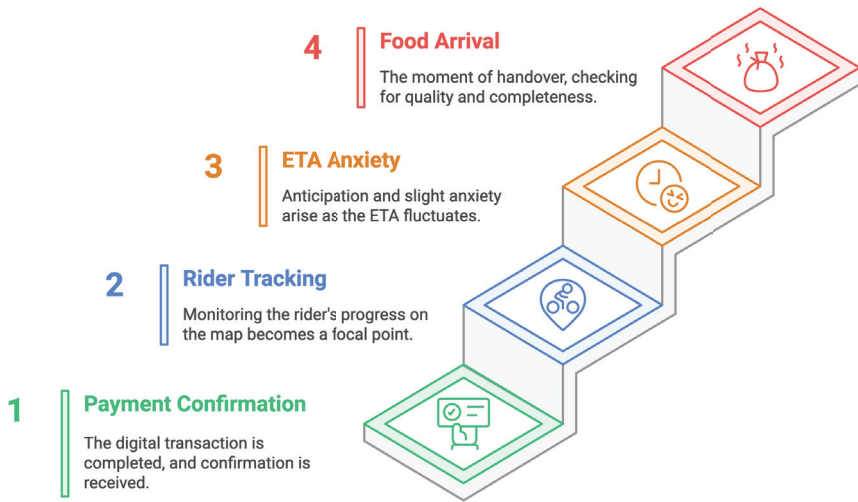 4
Food Arrival
The moment of handover, checking
for quality and completeness.
3
ETA Anxiety
Anticipation and slight anxiety
arise as the ETA fluctuates.
2
Rider Tracking
Monitoring the rider's progress on
the map becomes a focal point.
1
Payment Confirmation
The digital transaction is
completed, and confirmation is
received.